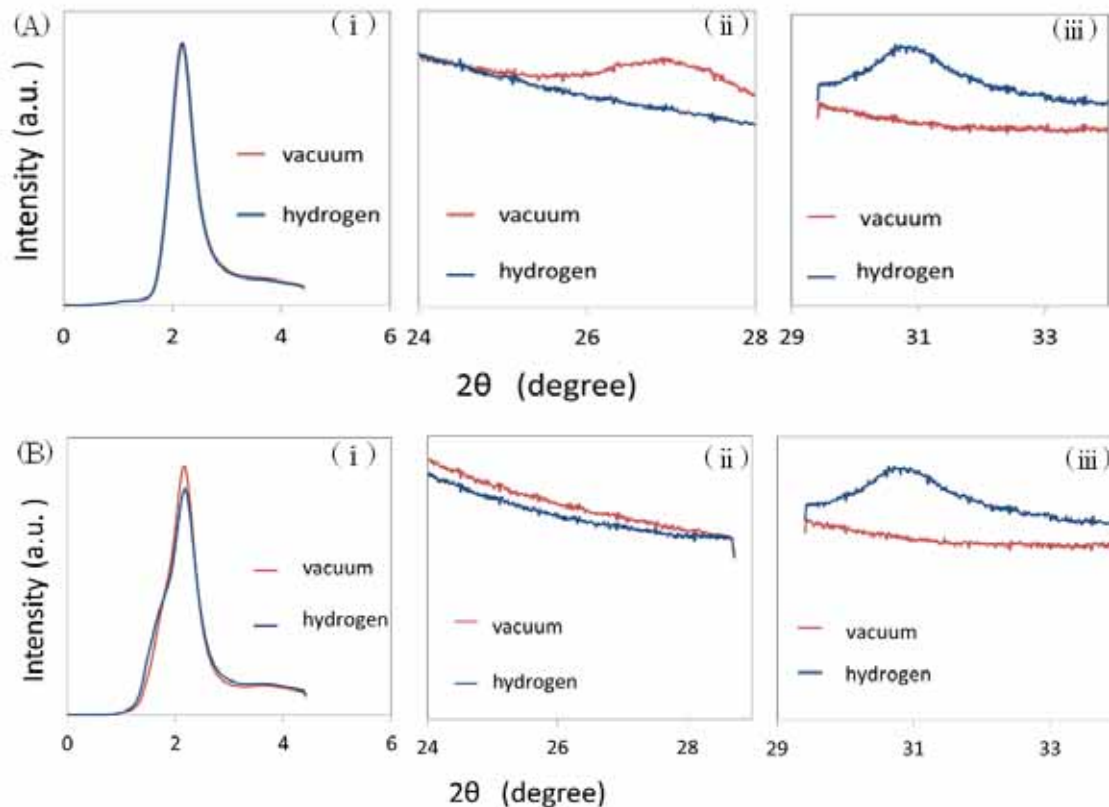 (A)
(i)
(ii)
(iii)
Intensity (a.u.)
vacuum
hydrogen
vacuum
hydrogen
vacuum
hydrogen
0 2 4 6
24 26 28
29 31 33
2θ (degree)
(B)
(i)
(ii)
(iii)
Intensity (a.u.)
vacuum
hydrogen
vacuum
hydrogen
vacuum
hydrogen
0 2 4 6
24 26 28
29 31 33
2θ (degree)